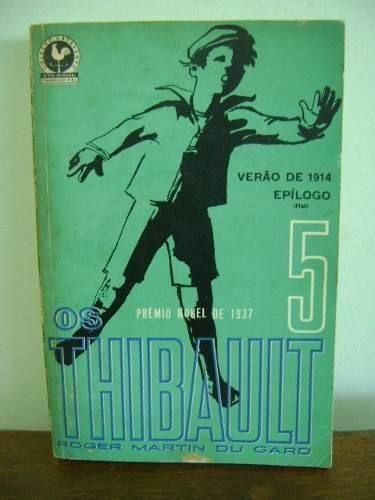 VERÃO DE 1914
EPÍLOGO
(FIM)
5
PRÊMIO NOBEL DE 1937
OS
THIBAULT
ROGER MARTIN DU GARD